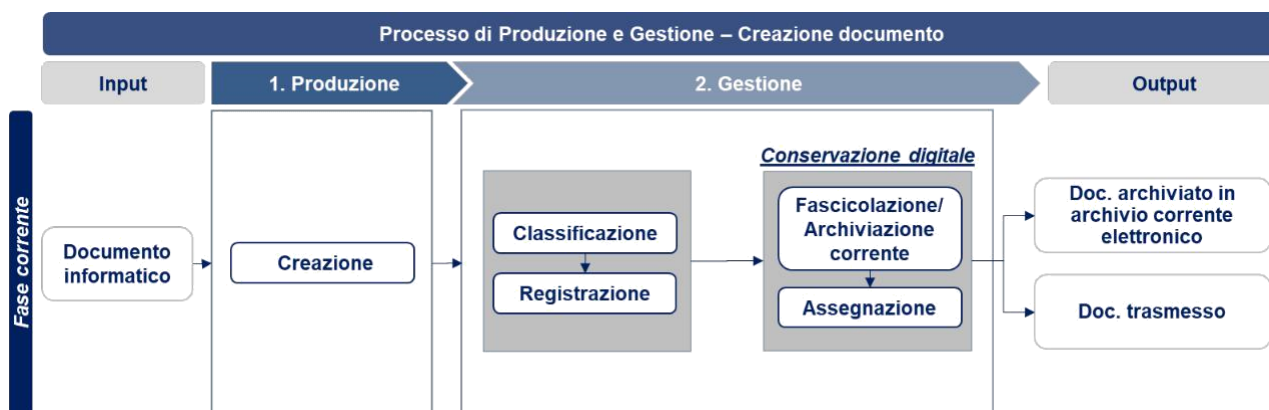 Processo di Produzione e Gestione – Creazione documento
Input
1. Produzione
2. Gestione
Output
Fase corrente
Documento
informatico
Creazione
Classificazione
Registrazione
Conservazione digitale
Fascicolazione/
Archiviazione
corrente
Assegnazione
Doc. archiviato in
archivio corrente
elettronico
Doc. trasmesso